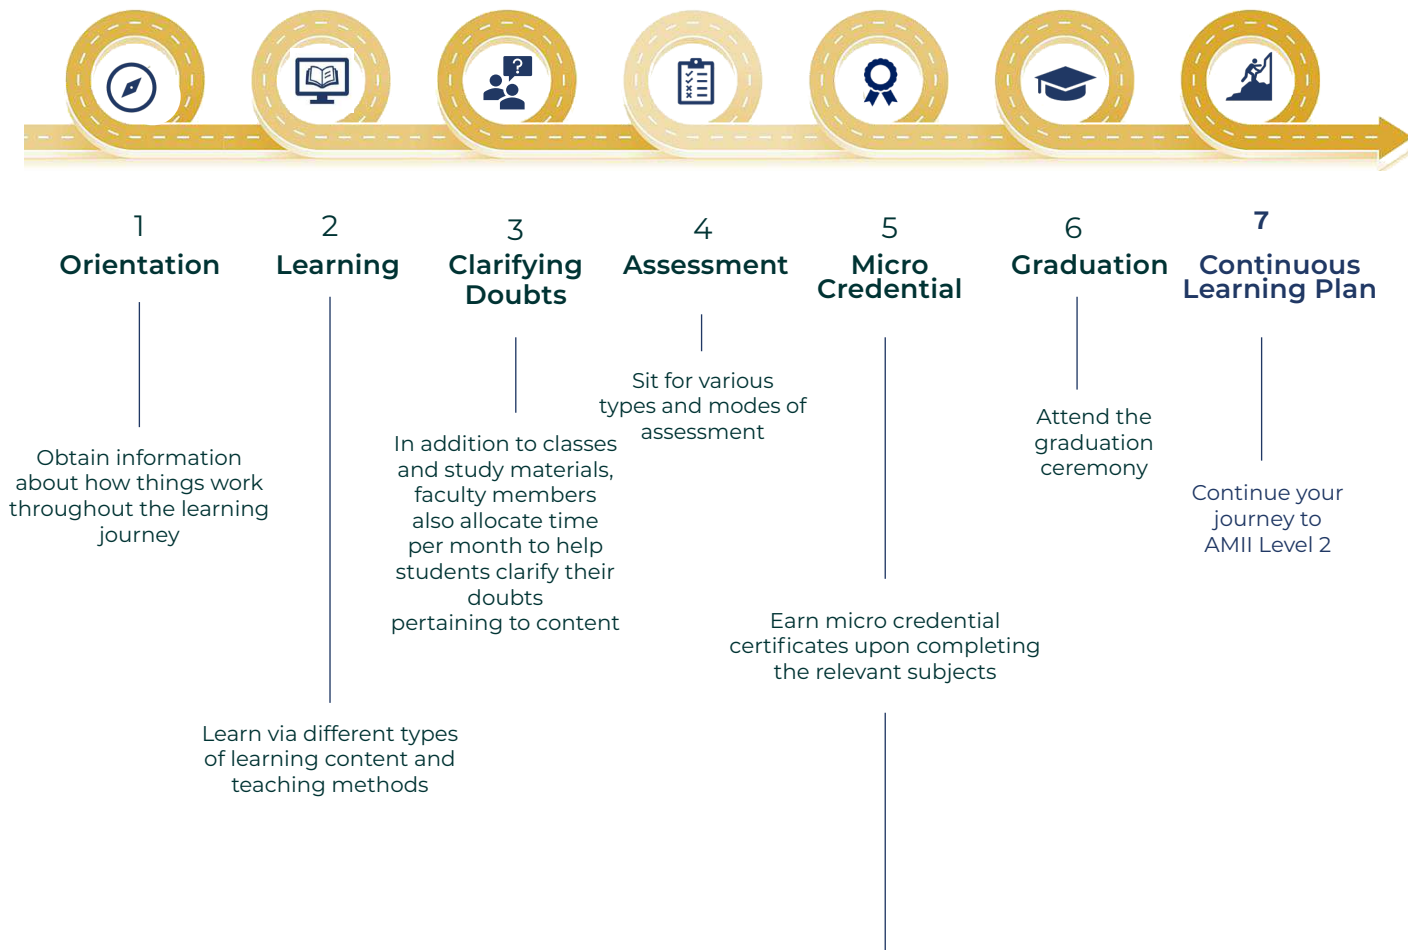 1
Orientation
Obtain information
about how things work
throughout the learning
journey
2
Learning
Learn via different types
of learning content and
teaching methods
3
Clarifying
Doubts
In addition to classes
and study materials,
faculty members
also allocate time
per month to help
students clarify their
doubts
pertaining to content
4
Assessment
Sit for various
types and modes of
assessment
5
Micro
Credential
Earn micro credential
certificates upon completing
the relevant subjects
6
Graduation
Attend the
graduation
ceremony
7
Continuous
Learning Plan
Continue your
journey to
AMII Level 2